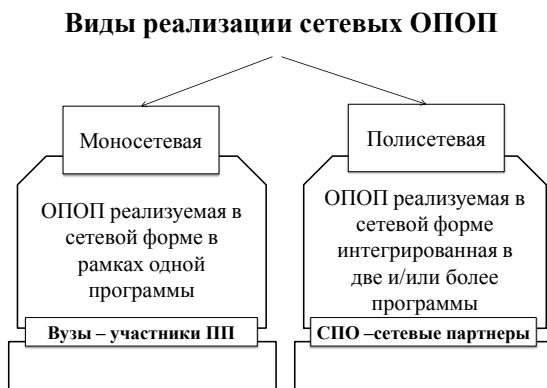 Виды реализации сетевых ОПОП
Моносетевая
ОПОП реализуемая в
сетевой форме в
рамках одной
программы
Вузы – участники ПП
Полисетевая
ОПОП реализуемая в
сетевой форме
интегрированная в
две и/или более
программы
СПО –сетевые партнеры